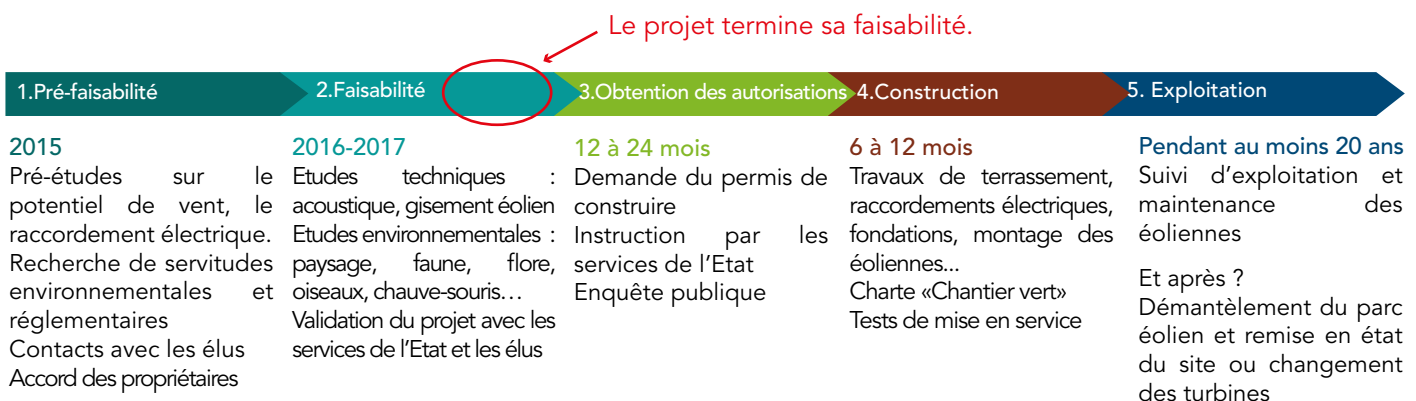 Le projet termine sa faisabilité.
1.Pré-faisabilité
2.Faisabilité
3.Obtention des autorisations
4.Construction
5. Exploitation
2015
Pré-études sur le
potentiel de vent, le
raccordement électrique.
Recherche de servitudes
environnementales et
réglementaires
Contacts avec les élus
Accord des propriétaires
2016-2017
Etudes techniques :
acoustique, gisement éolien
Etudes environnementales :
paysage, faune, flore,
oiseaux, chauve-souris…
Validation du projet avec les
services de l’Etat et les élus
12 à 24 mois
Demande du permis de
construire
Instruction par les
services de l’Etat
Enquête publique
6 à 12 mois
Travaux de terrassement,
raccordements électriques,
fondations, montage des
éoliennes...
Charte «Chantier vert»
Tests de mise en service
Pendant au moins 20 ans
Suivi d’exploitation et
maintenance des
éoliennes
Et après ?
Démantèlement du parc
éolien et remise en état
du site ou changement
des turbines